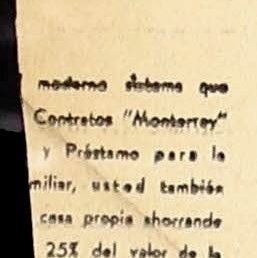 moderno sistema que
Contratos "Monterrey"
y Préstamo para la
miliar, usted también
casa propia ahorrando
25% del valor de la